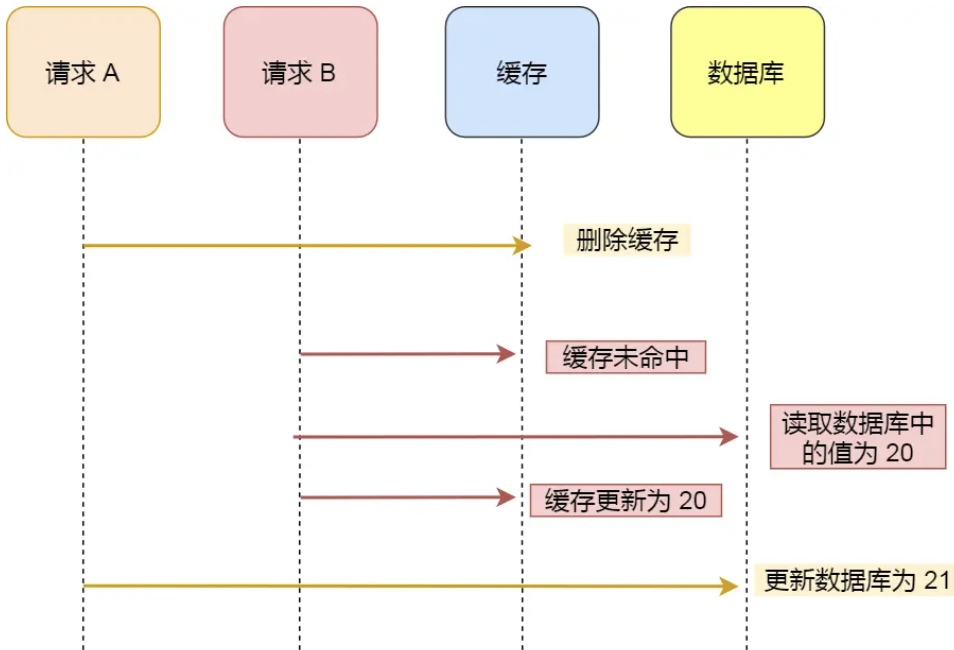 请求 A
请求 B
缓存
数据库
删除缓存
缓存未命中
读取数据库中
的值为 20
缓存更新为 20
更新数据库为 21